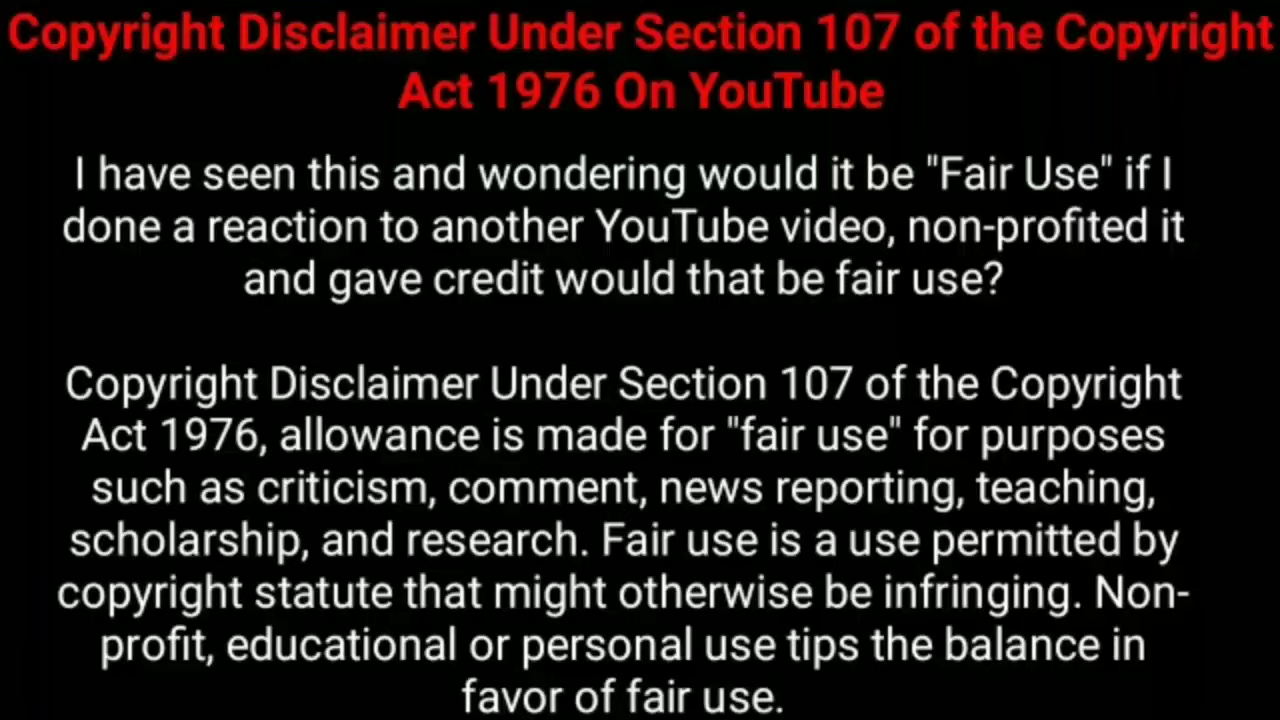 Copyright Disclaimer Under Section 107 of the Copyright
Act 1976 On YouTube
I have seen this and wondering would it be "Fair Use" if I
done a reaction to another YouTube video, non-profited it
and gave credit would that be fair use?
Copyright Disclaimer Under Section 107 of the Copyright
Act 1976, allowance is made for "fair use" for purposes
such as criticism, comment, news reporting, teaching,
scholarship, and research. Fair use is a use permitted by
copyright statute that might otherwise be infringing. Non-
profit, educational or personal use tips the balance in
favor of fair use.